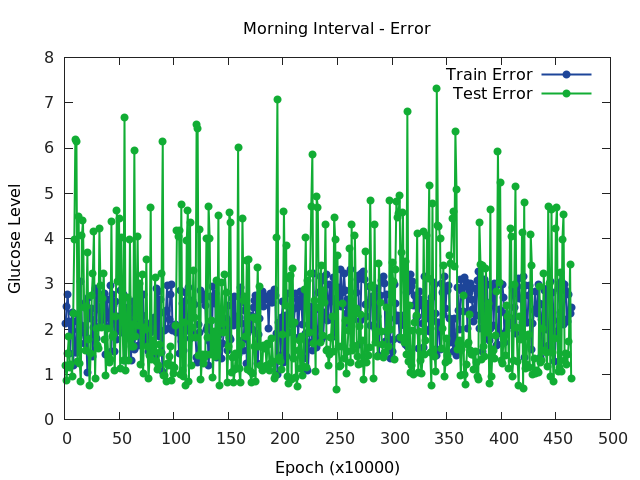 Morning Interval - Error
Train Error
Test Error
8
7
6
5
4
3
2
1
0
Glucose Level
0 50 100 150 200 250 300 350 400 450 500
Epoch (x10000)